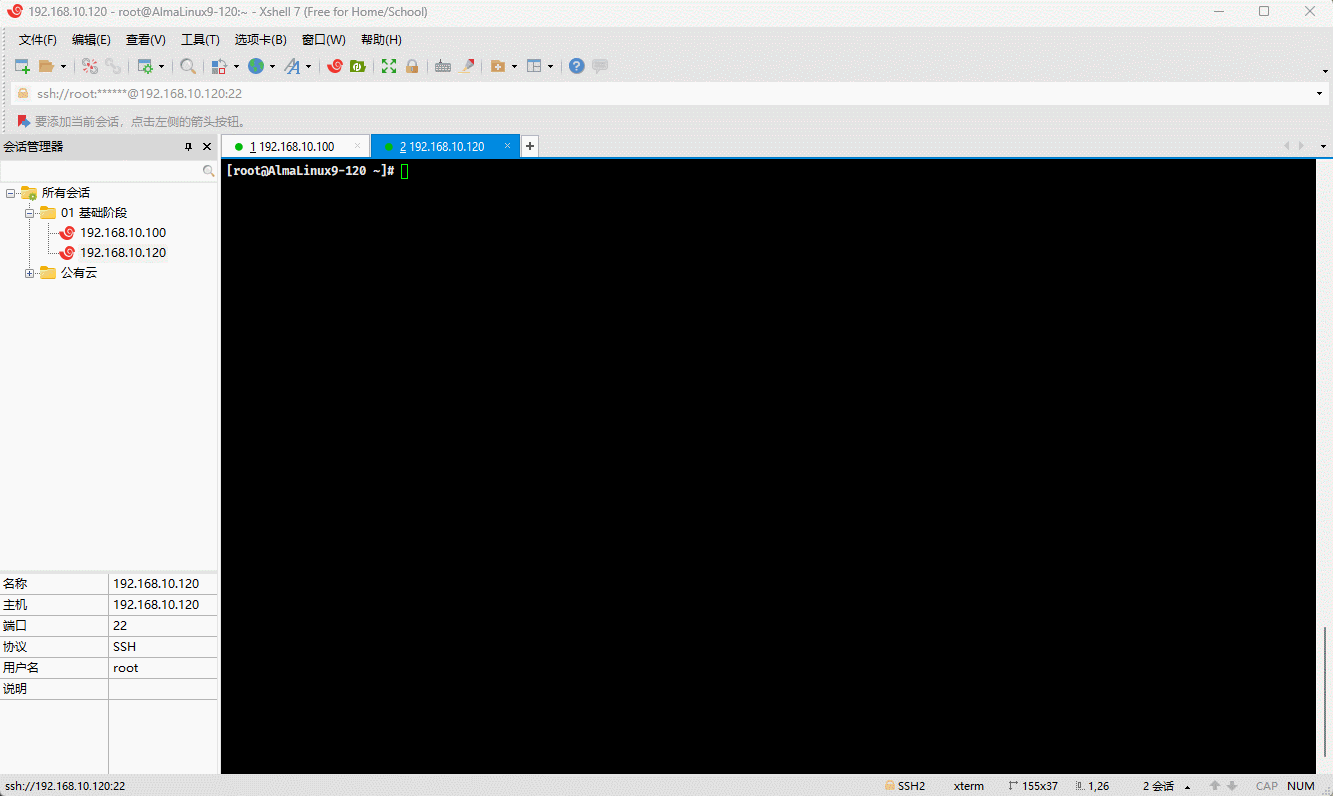 192.168.10.120 - root@AlmaLinux9-120:~ - Xshell 7 (Free for Home/School)
文件(F) 编辑(E) 查看(V) 工具(T) 选项卡(B) 窗口(W) 帮助(H)
ssh://root:******@192.168.10.120:22
要添加当前会话，点击左侧的箭头按钮。
会话管理器
1 192.168.10.100
2 192.168.10.120
[root@AlmaLinux9-120 ~]#
所有会话
01 基础阶段
192.168.10.100
192.168.10.120
公有云
名称 192.168.10.120
主机 192.168.10.120
端口 22
协议 SSH
用户名 root
说明
ssh://192.168.10.120:22 SSH2 xterm 155x37 1,26 2 会话 CAP NUM